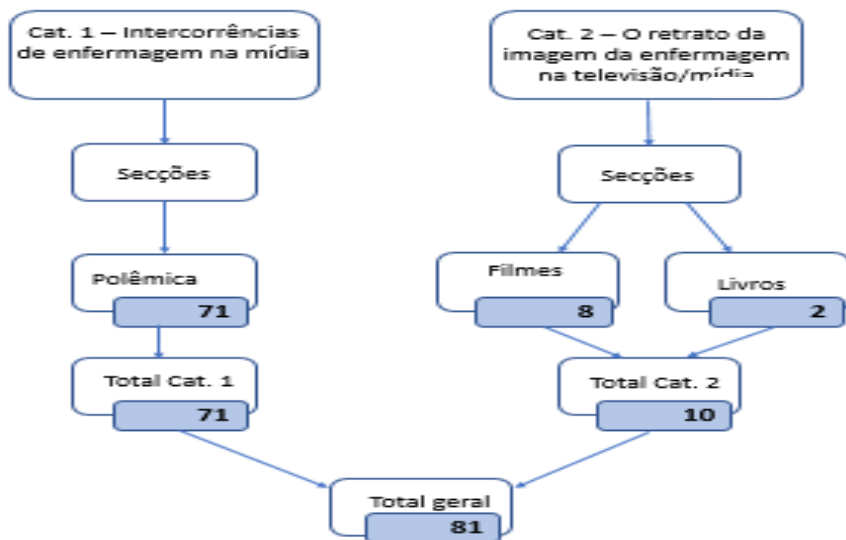 Cat. 1 – Intercorrências
de enfermagem na mídia
Cat. 2 – O retrato da
imagem da enfermagem
na televisão/mídia
Secções
Secções
Polêmica
71
Filmes
8
Livros
2
Total Cat. 1
71
Total Cat. 2
10
Total geral
81